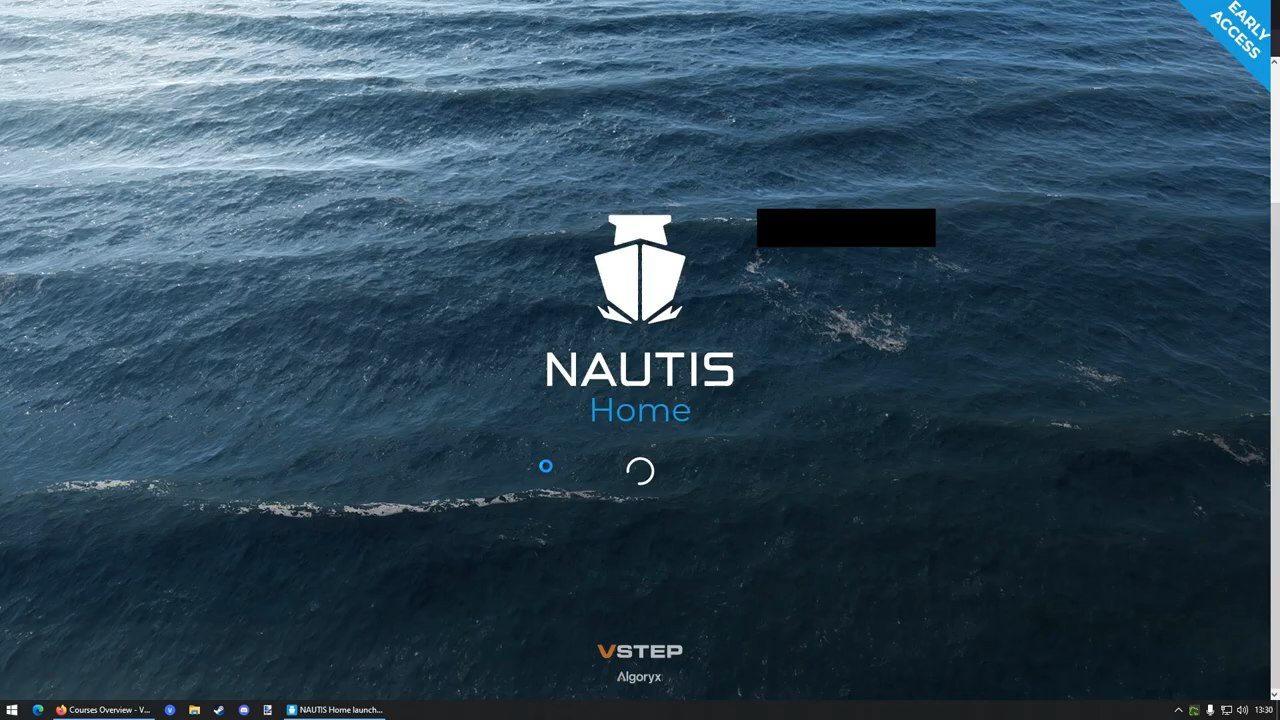 EARLY
ACCESS
NAUTIS
Home
VSTEP
Algoryx
Courses Overview - V...
NAUTIS Home launch...
13:30